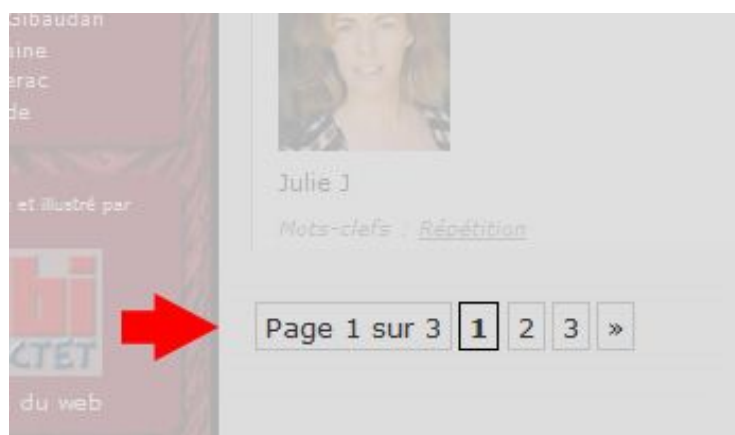 Gibaudan
aine
erac
de
et illustré par
bi
CTET
du web
Julie J
Mots-clefs : Répétition
Page 1 sur 3 1 2 3 »